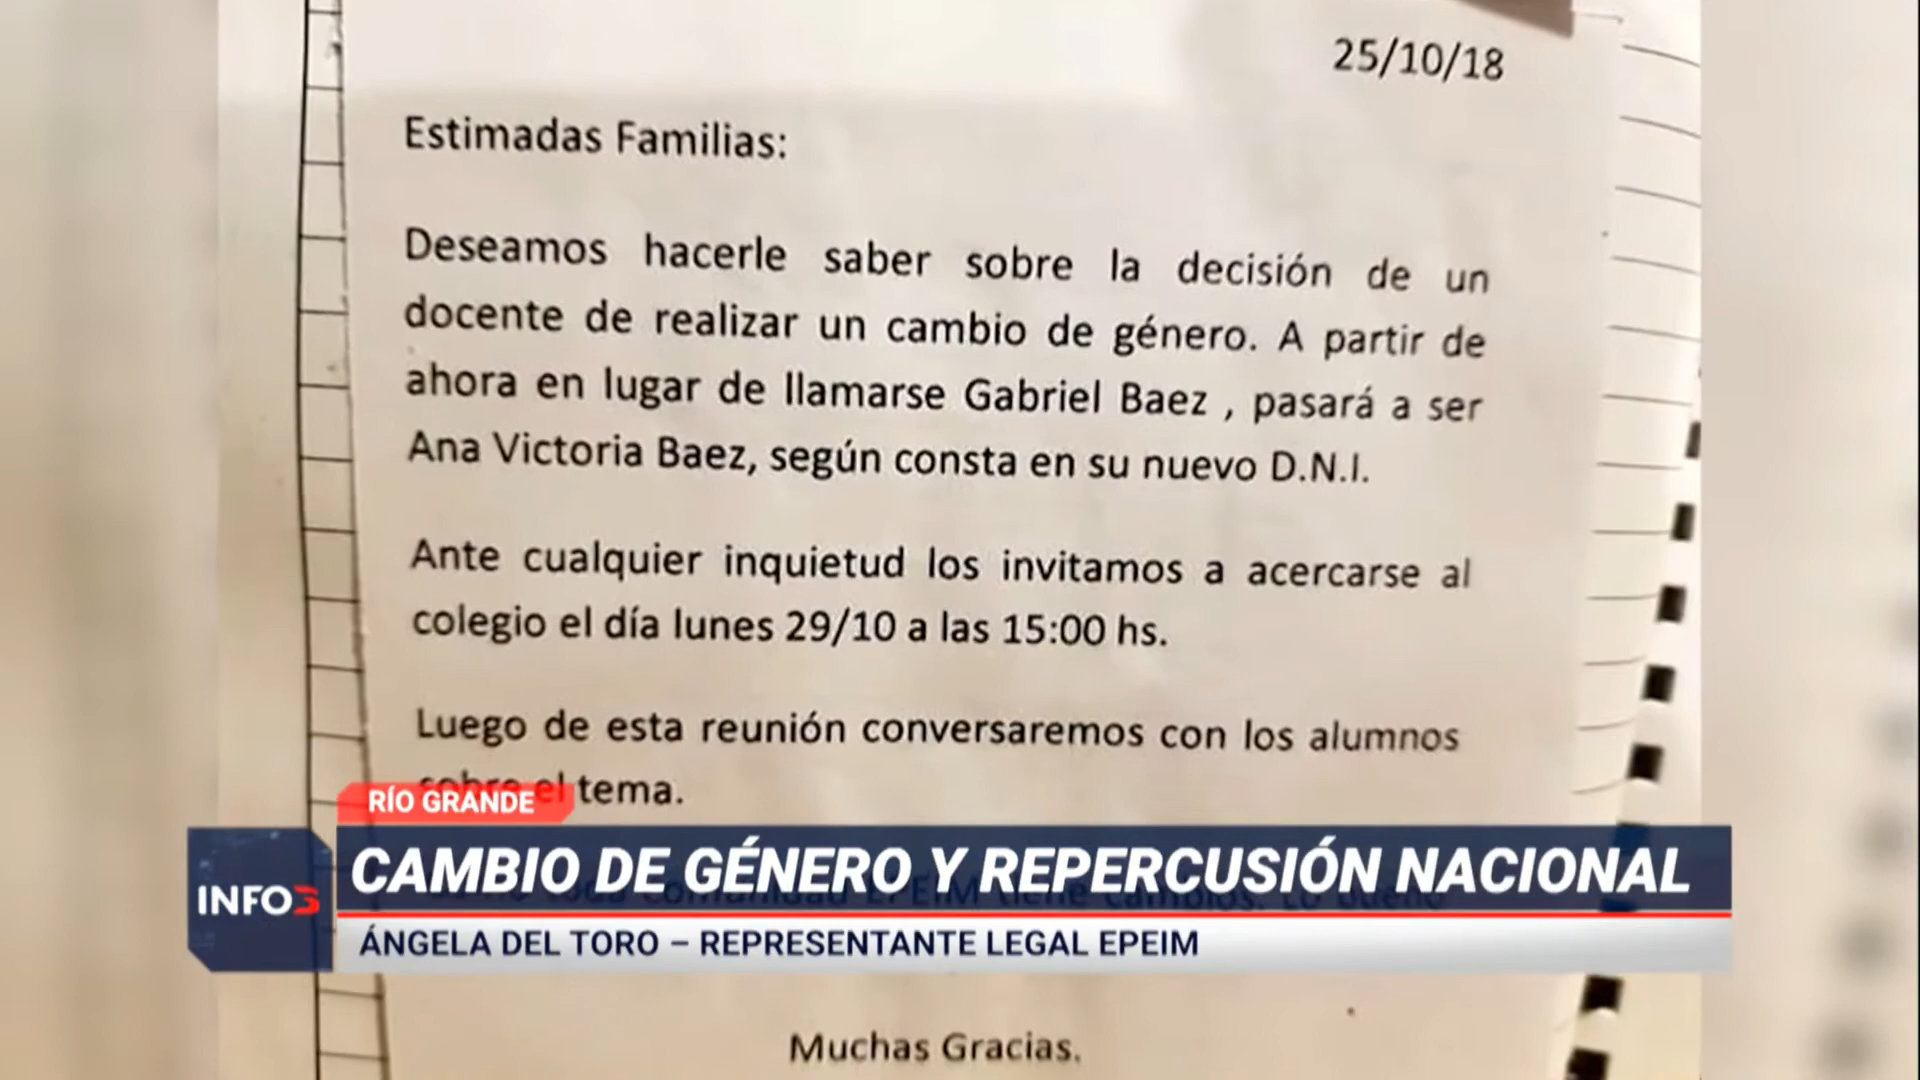 25/10/18
Estimadas Familias:
Deseamos hacerle saber sobre la decisión de un
docente de realizar un cambio de género. A partir de
ahora en lugar de llamarse Gabriel Baez , pasará a ser
Ana Victoria Baez, según consta en su nuevo D.N.I.
Ante cualquier inquietud los invitamos a acercarse al
colegio el día lunes 29/10 a las 15:00 hs.
Luego de esta reunión conversaremos con los alumnos
sobre el tema.
RÍO GRANDE
CAMBIO DE GÉNERO Y REPERCUSIÓN NACIONAL
INFO3
ÁNGELA DEL TORO – REPRESENTANTE LEGAL EPEIM
Muchas Gracias.